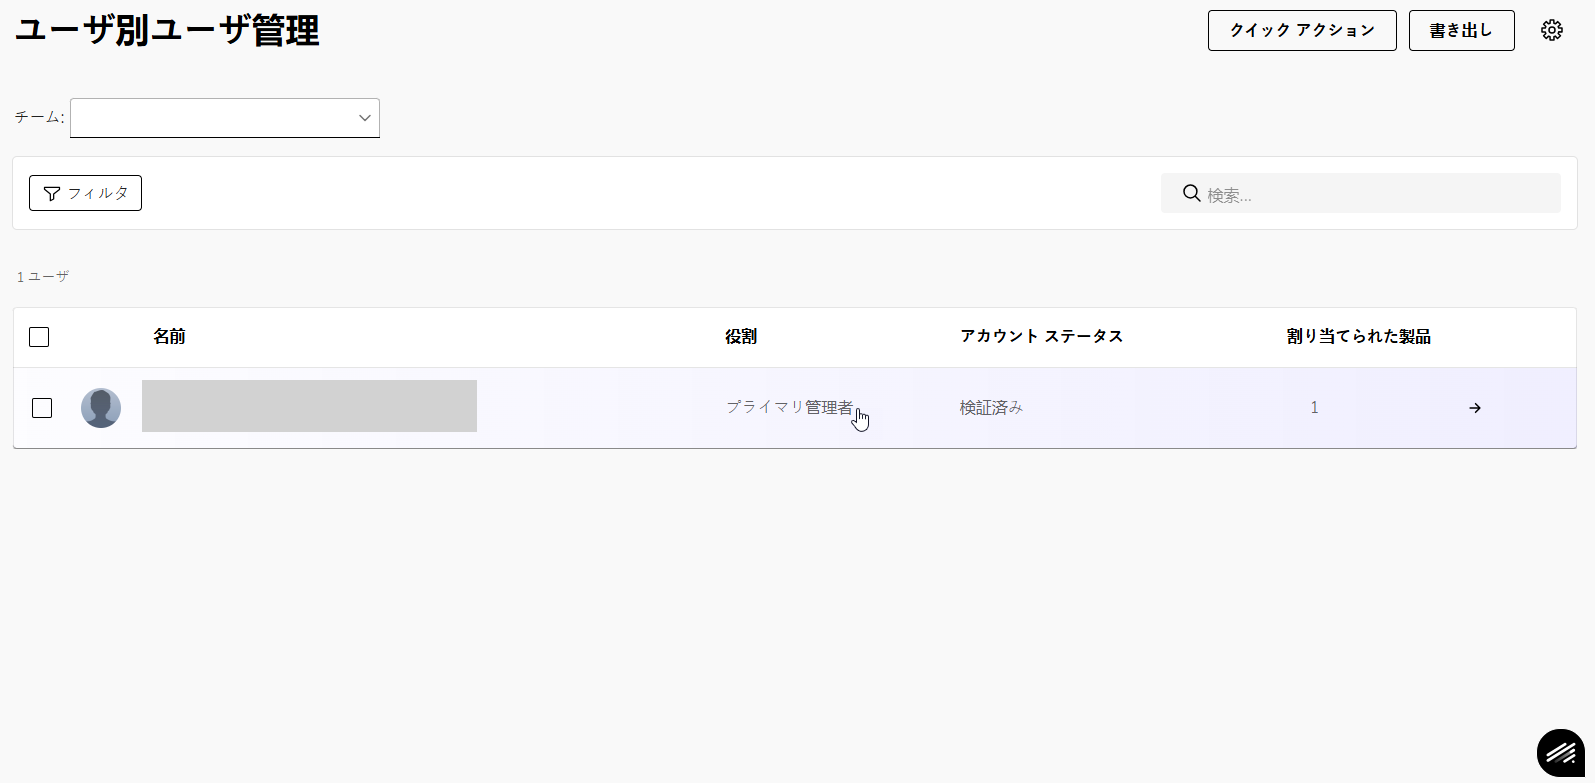 ユーザ別ユーザ管理
クイック アクション
書き出し
チーム:
フィルタ
検索...
1 ユーザ
名前 役割 アカウント ステータス 割り当てられた製品
プライマリ管理者 検証済み 1